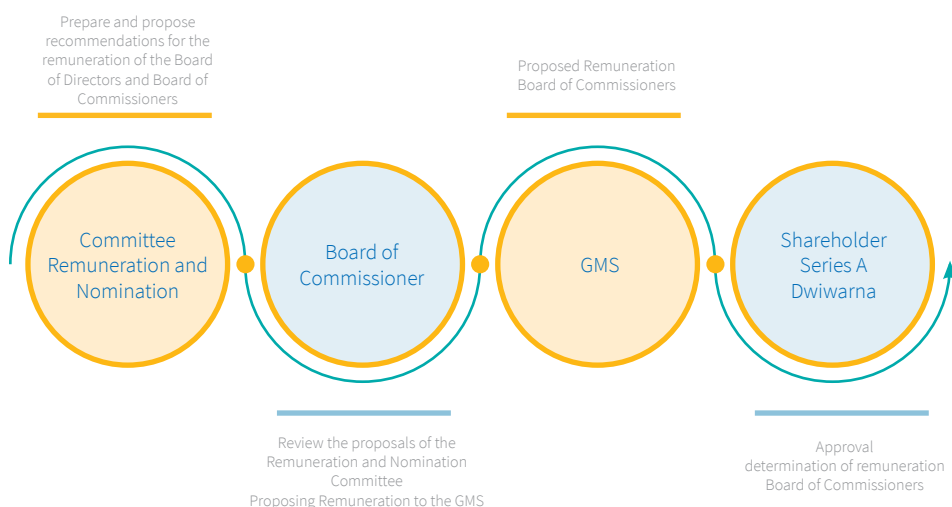 Prepare and propose
recommendations for the
remuneration of the Board
of Directors and Board of
Commissioners
Proposed Remuneration
Board of Commissioners
Committee
Remuneration and
Nomination
Board of
Commissioner
GMS
Shareholder
Series A
Dwiwarna
Review the proposals of the
Remuneration and Nomination
Committee
Proposing Remuneration to the GMS
Approval
determination of remuneration
Board of Commissioners